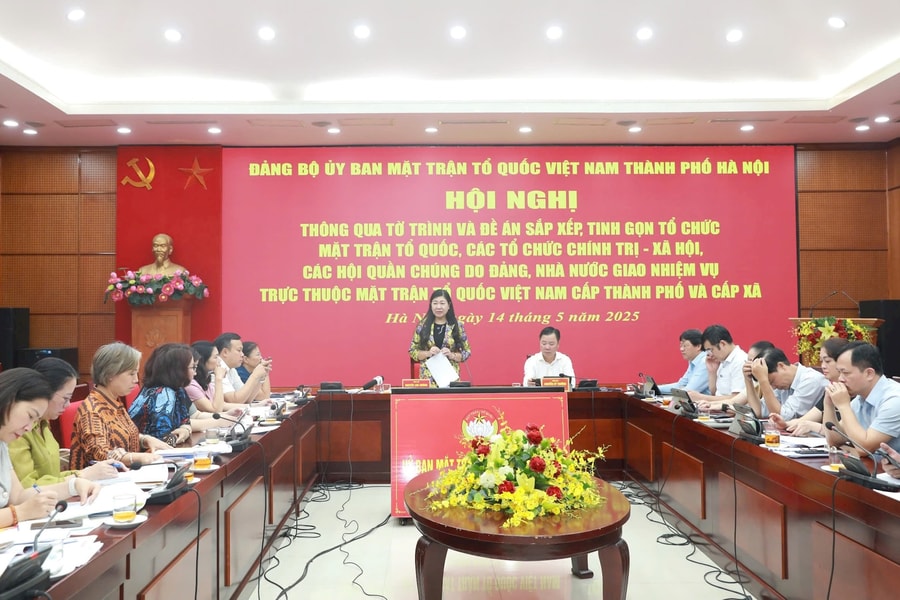 ĐẢNG BỘ ỦY BAN MẶT TRẬN TỔ QUỐC VIỆT NAM THÀNH PHỐ HÀ NỘI
HỘI NGHỊ
THÔNG QUA TỜ TRÌNH VÀ ĐỀ ÁN SẮP XẾP, TINH GỌN TỔ CHỨC
MẶT TRẬN TỔ QUỐC, CÁC TỔ CHỨC CHÍNH TRỊ - XÃ HỘI,
CÁC HỘI QUẦN CHÚNG DO ĐẢNG, NHÀ NƯỚC GIAO NHIỆM VỤ
TRỰC THUỘC MẶT TRẬN TỔ QUỐC VIỆT NAM CẤP THÀNH PHỐ VÀ CẤP XÃ
Hà Nội, ngày 14 tháng 5 năm 2025
ỦY BAN MẶT